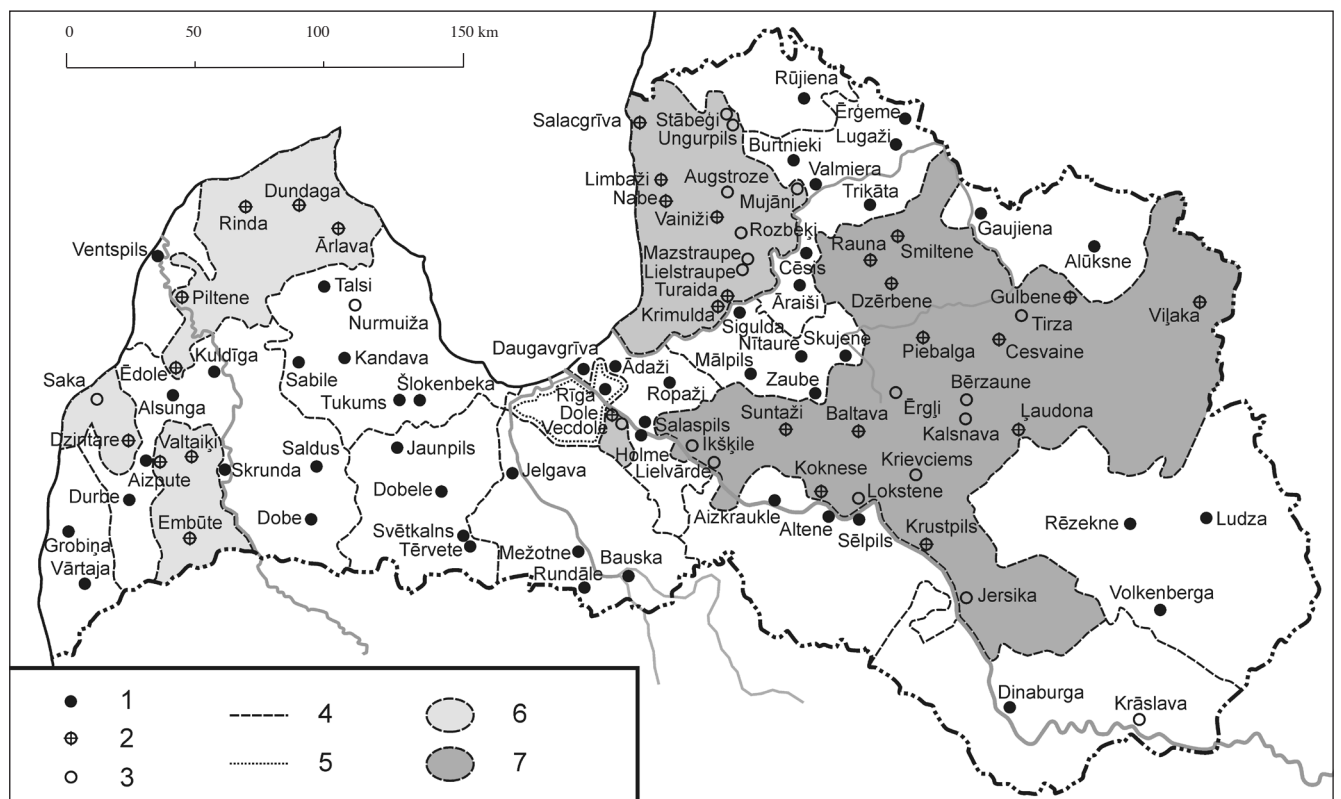 0 50 100 150 km
Rūjiena
Ērģeme
Salacgrīva
Stābeģi
Ungurpils
Lugaži
Burtnieki
Valmiera
Limbaži
Augstroze
Nabe
Mujāni
Trikāta
Dundaga
Rinda
Vainiži
Gaujiena
Rozbeķi
Ārlava
Rauna
Smiltene
Ventspils
Mazstraupe
Cēsis
Alūksne
Lielstraupe
Talsi
Turaida
Āraiši
Dzērbene
Gulbene
Piltene
Krimulda
Viļaka
Nurmuiža
Sigulda
Tirza
Nītaure
Skujene
Daugavgrīva
Piebalga
Cesvaine
Kuldīga
Kandava
Ādaži
Mālpils
Ēdole
Sabile
Šlokenbeka
Saka
Rīga
Ropaži
Zaube
Bērzaune
Alsunga
Tukums
Dole
Suntaži
Baltava
Ērgļi
Ļaudona
Vecdole
Salaspils
Kalsnava
Dzintare
Valtaiķi
Saldus
Jaunpils
Ikšķile
Holme
Krievciems
Aizpute
Skrunda
Jelgava
Lielvārde
Koknese
Durbe
Dobele
Lokstene
Embūte
Dobe
Aizkraukle
Altene
Rēzekne
Ludza
Svētkalns
Sēlpils
Krustpils
Grobiņa
Tērvete
Mežotne
Bauska
Vārtaja
Rundāle
Jersika
Volkenberga
Dinaburga
Krāslava
1
4
6
2
5
7
3